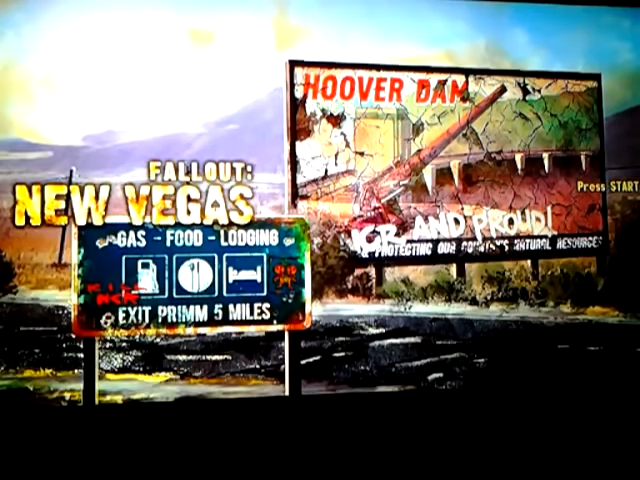 HOOVER DAM
FALLOUT:
NEW VEGAS
Press START
NCR AND PROUD!
PROTECTING OUR COUNTRY'S NATURAL RESOURCES
GAS - FOOD - LODGING
KILL
NCR
EXIT PRIMM 5 MILES